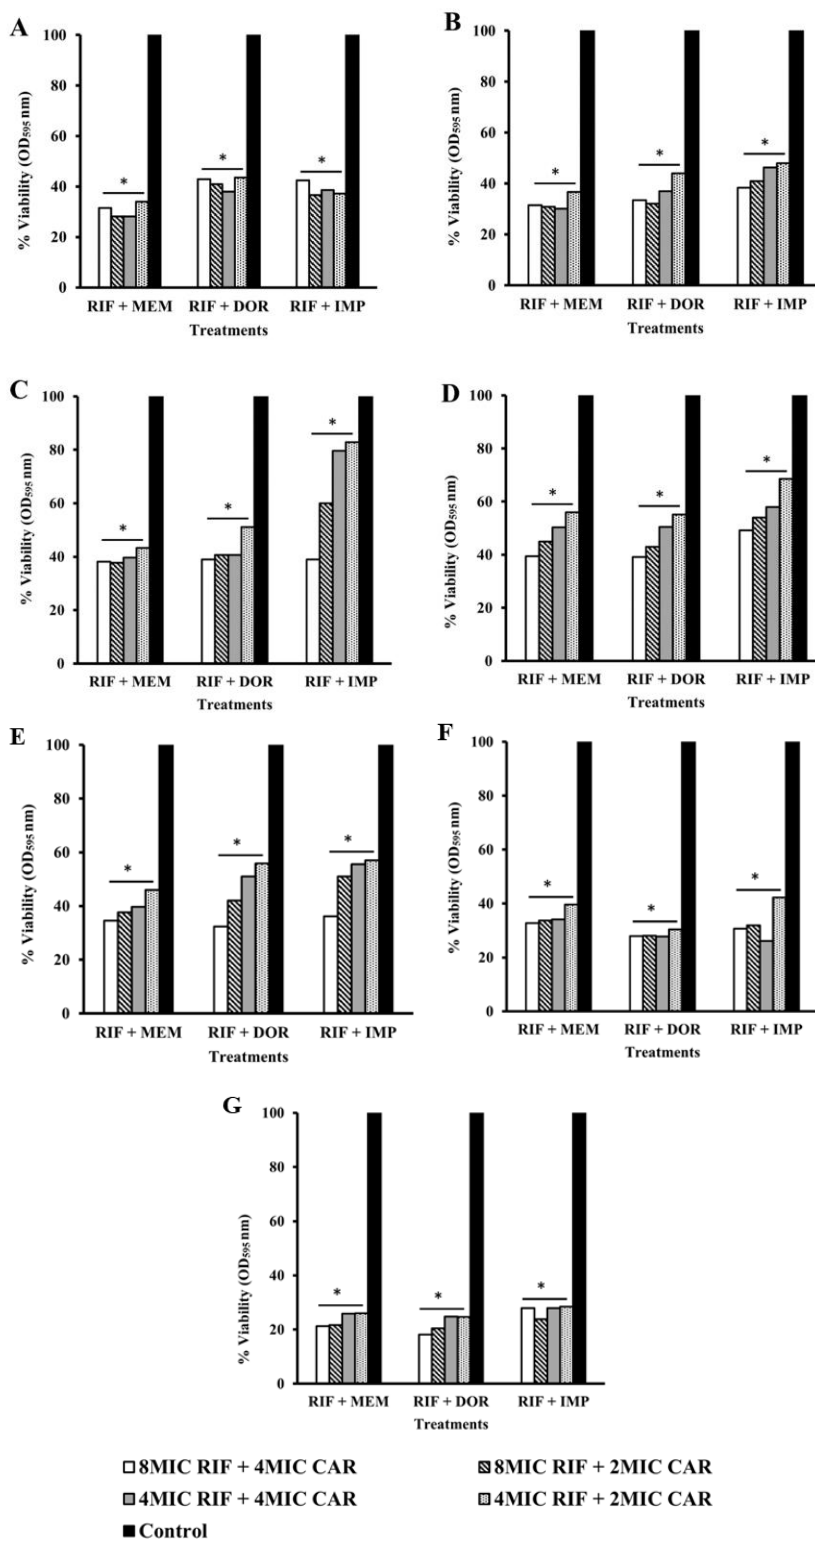 A
% Viability (OD595 nm)
100
80
60
40
20
0
*
*
*
RIF + MEM RIF + DOR RIF + IMP
Treatments
B
% Viability (OD595 nm)
100
80
60
40
20
0
*
*
*
RIF + MEM RIF + DOR RIF + IMP
Treatments
C
% Viability (OD595 nm)
100
80
60
40
20
0
*
*
*
RIF + MEM RIF + DOR RIF + IMP
Treatments
D
% Viability (OD595 nm)
100
80
60
40
20
0
*
*
*
RIF + MEM RIF + DOR RIF + IMP
Treatments
E
% Viability (OD595 nm)
100
80
60
40
20
0
*
*
*
RIF + MEM RIF + DOR RIF + IMP
Treatments
F
% Viability (OD595 nm)
100
80
60
40
20
0
*
*
*
RIF + MEM RIF + DOR RIF + IMP
Treatments
G
% Viability (OD595 nm)
100
80
60
40
20
0
*
*
*
RIF + MEM RIF + DOR RIF + IMP
Treatments
8MIC RIF + 4MIC CAR
8MIC RIF + 2MIC CAR
4MIC RIF + 4MIC CAR
4MIC RIF + 2MIC CAR
Control